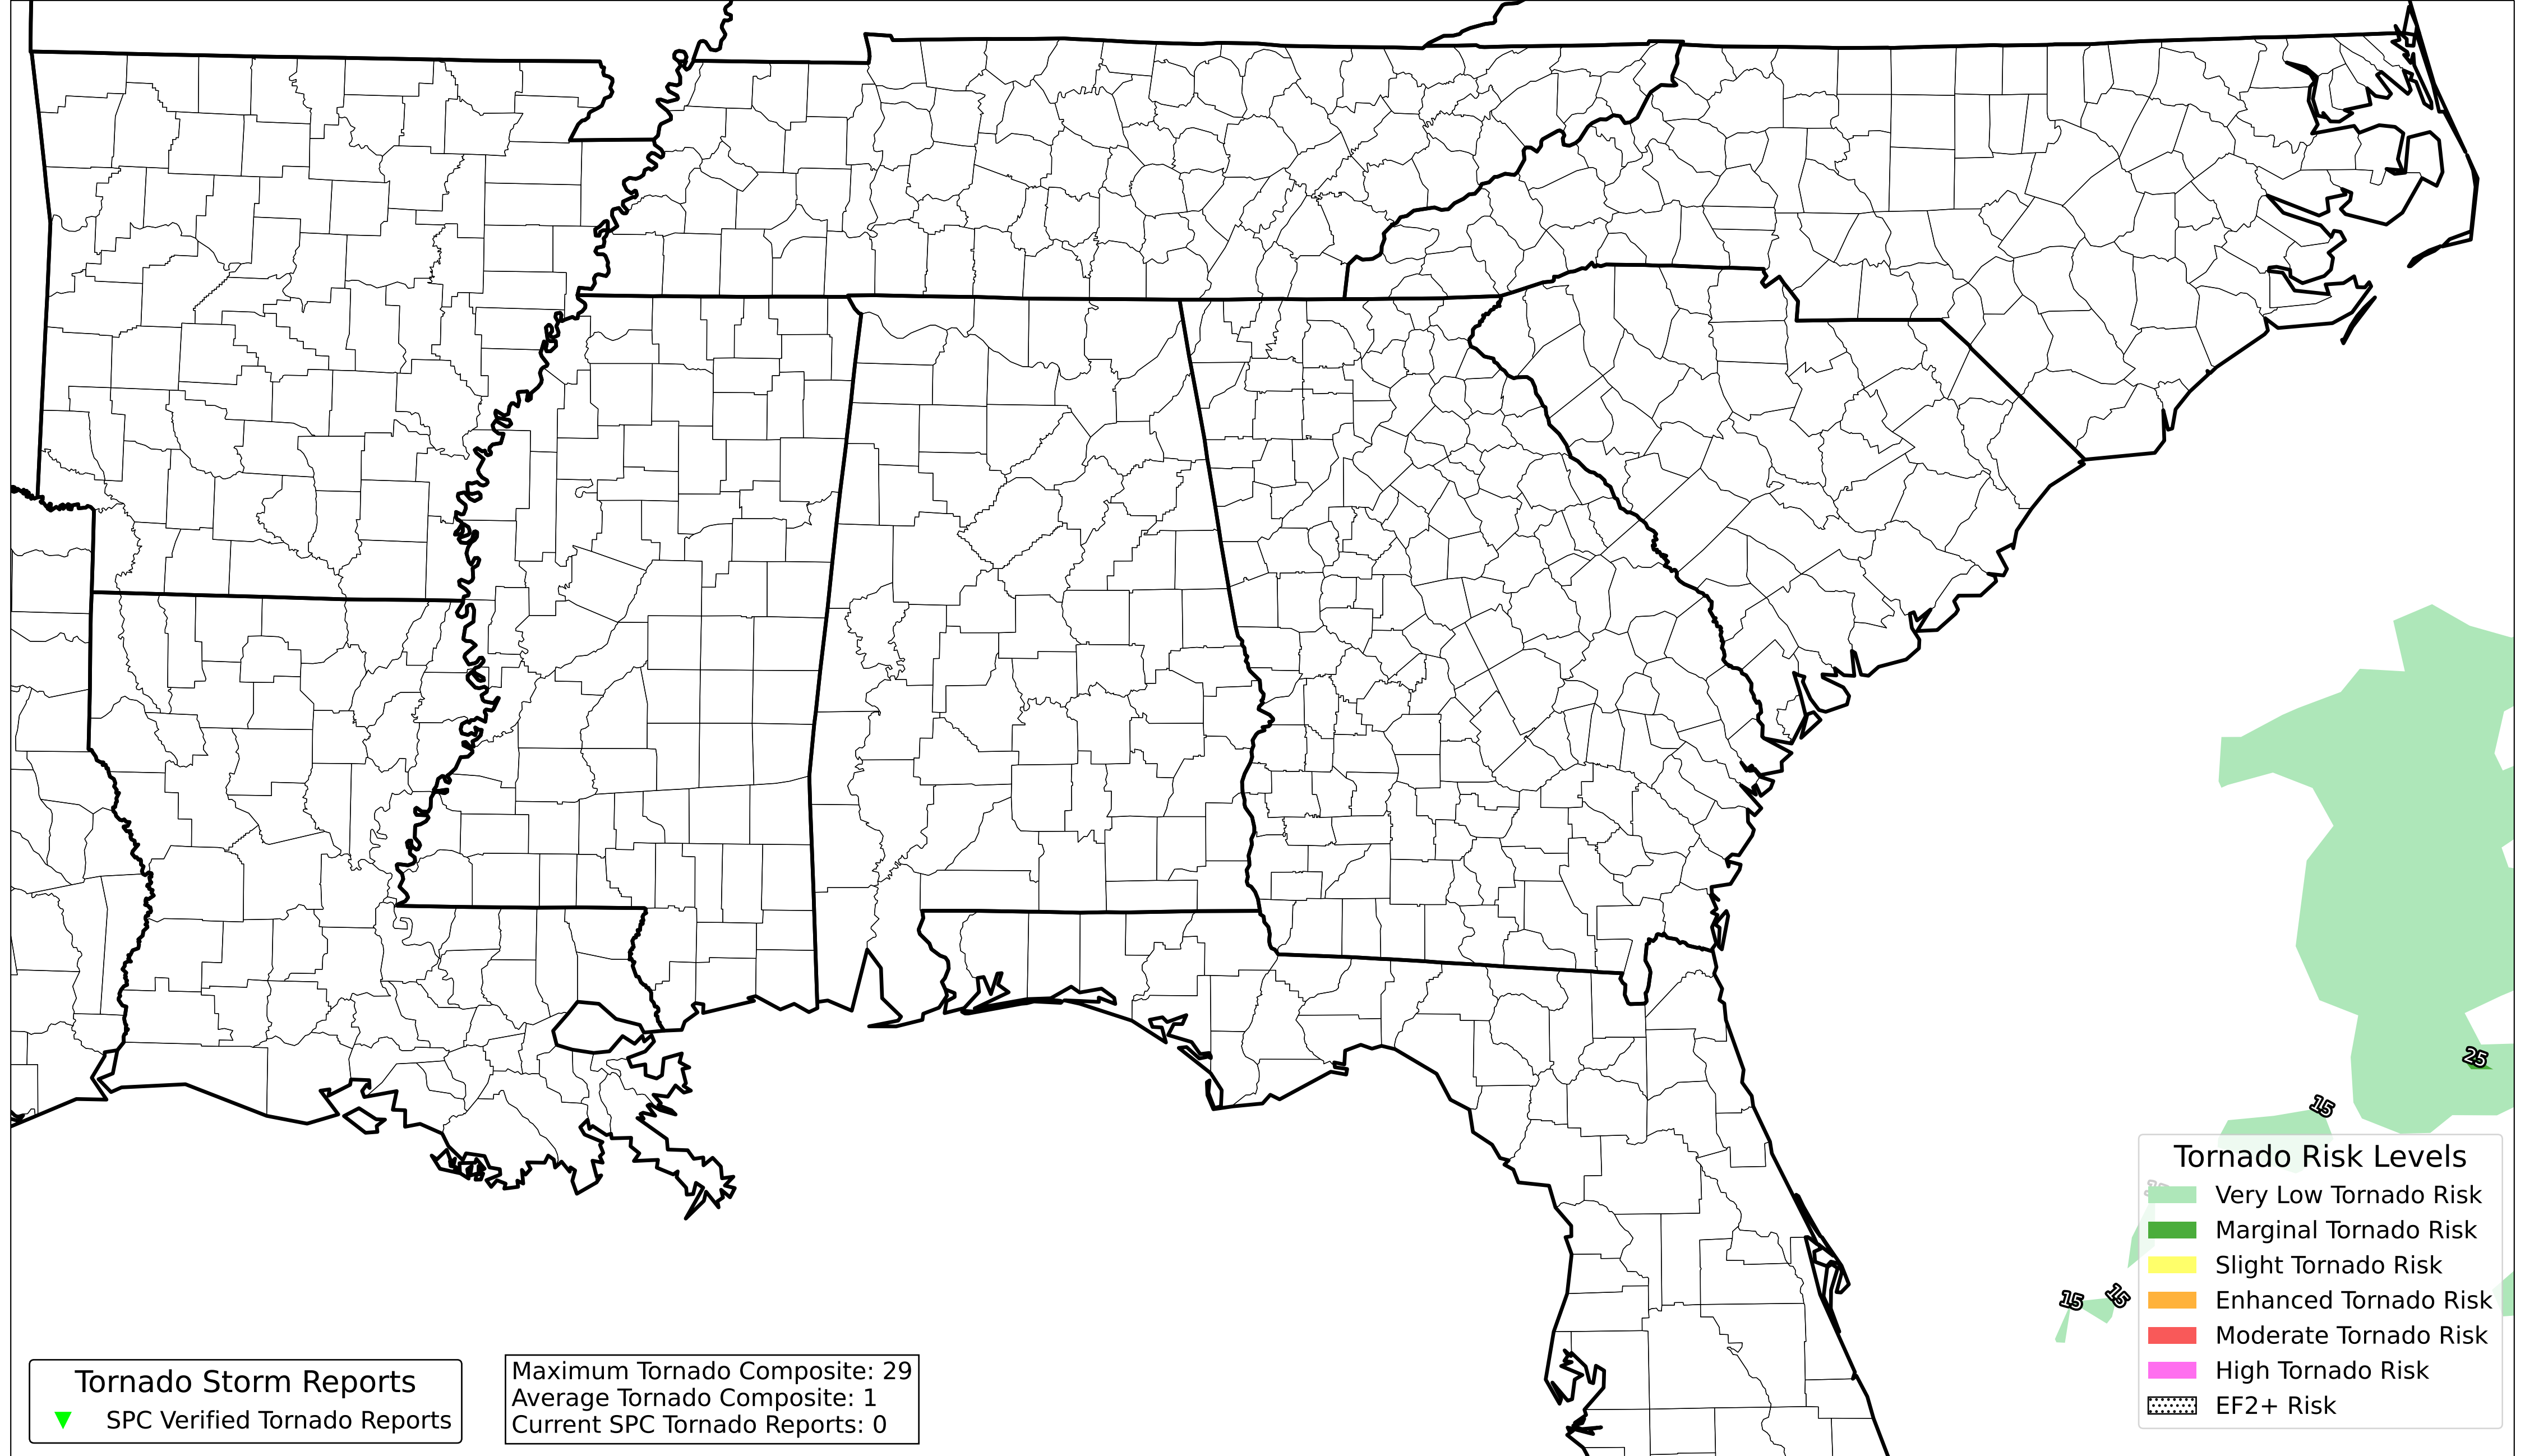 25
15
15
15
15
Tornado Risk Levels
Very Low Tornado Risk
Marginal Tornado Risk
Slight Tornado Risk
Enhanced Tornado Risk
Moderate Tornado Risk
High Tornado Risk
EF2+ Risk
Tornado Storm Reports
SPC Verified Tornado Reports
Maximum Tornado Composite: 29
Average Tornado Composite: 1
Current SPC Tornado Reports: 0